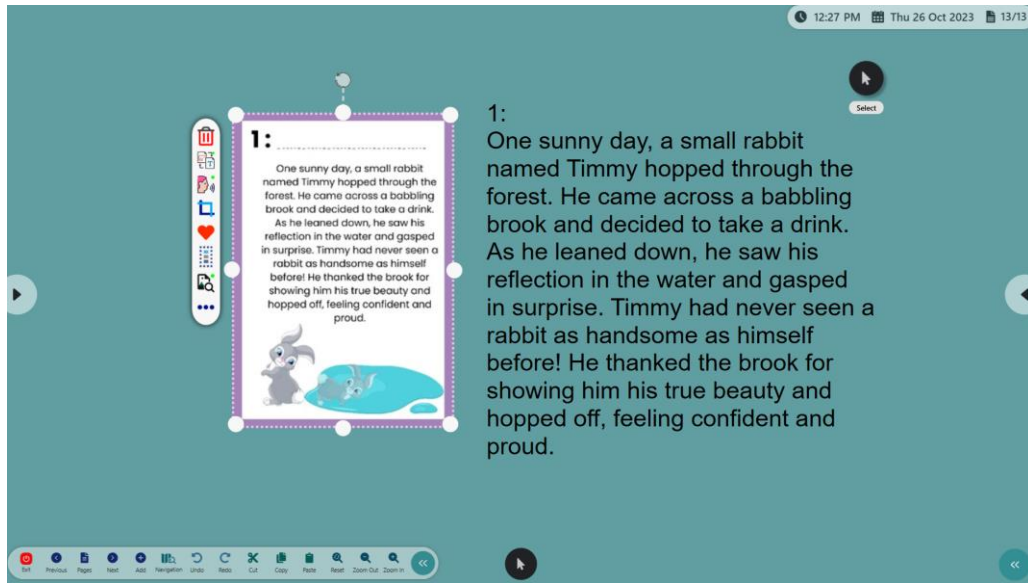 12:27 PM Thu 26 Oct 2023 13/13
Select
1:
One sunny day, a small rabbit
named Timmy hopped through the
forest. He came across a babbling
brook and decided to take a drink.
As he leaned down, he saw his
reflection in the water and gasped
in surprise. Timmy had never seen a
rabbit as handsome as himself
before! He thanked the brook for
showing him his true beauty and
hopped off, feeling confident and
proud.
1:
One sunny day, a small rabbit
named Timmy hopped through the
forest. He came across a babbling
brook and decided to take a drink.
As he leaned down, he saw his
reflection in the water and gasped
in surprise. Timmy had never seen a
rabbit as handsome as himself
before! He thanked the brook for
showing him his true beauty and
hopped off, feeling confident and
proud.
Exit Previous Pages Next Add Navigation Undo Redo Cut Copy Paste Reset Zoom Out Zoom In